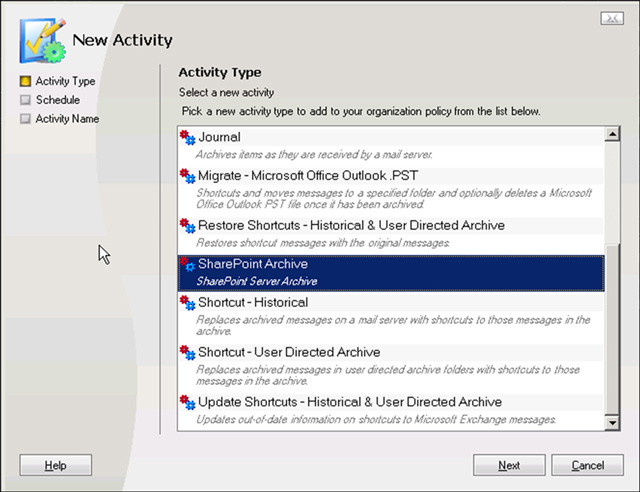 New Activity
Activity Type
Schedule
Activity Name
Activity Type
Select a new activity
Pick a new activity type to add to your organization policy from the list below.
Journal
Archives items as they are received by a mail server.
Migrate - Microsoft Office Outlook .PST
Shortcuts and moves messages to a specified folder and optionally deletes a Microsoft
Office Outlook PST file once it has been archived.
Restore Shortcuts - Historical & User Directed Archive
Restores shortcut messages with the original messages.
SharePoint Archive
SharePoint Server Archive
Shortcut - Historical
Replaces archived messages on a mail server with shortcuts to those messages in the
archive.
Shortcut - User Directed Archive
Replaces archived messages in user directed archive folders with shortcuts to those
messages in the archive.
Update Shortcuts - Historical & User Directed Archive
Updates out-of-date information on shortcuts to Microsoft Exchange messages.
Help
Next
Cancel